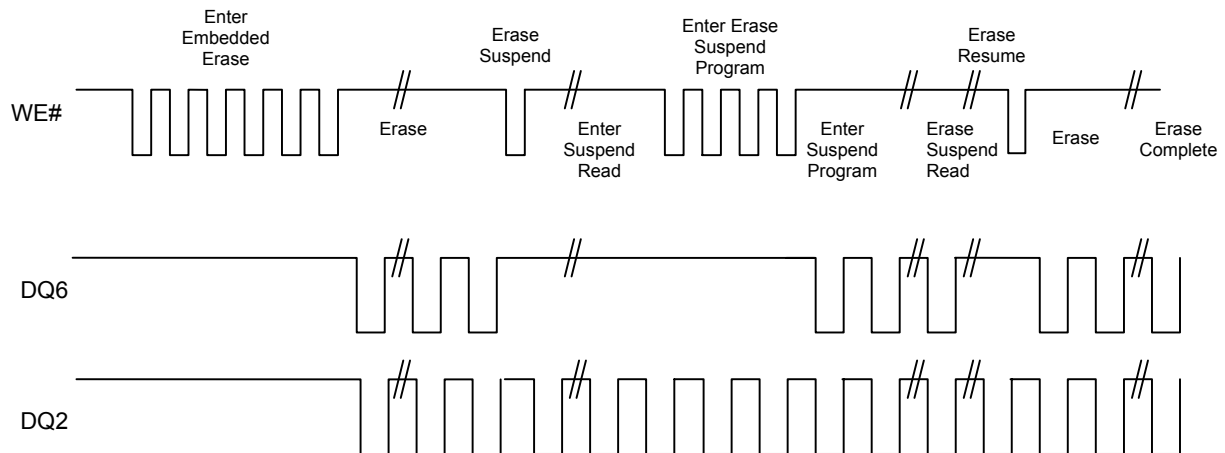 Enter
Embedded
Erase
Erase
Suspend
Enter Erase
Suspend
Program
Erase
Resume
WE#
Erase
Enter
Suspend
Read
Enter
Suspend
Program
Erase
Suspend
Read
Erase
Erase
Complete
DQ6
DQ2